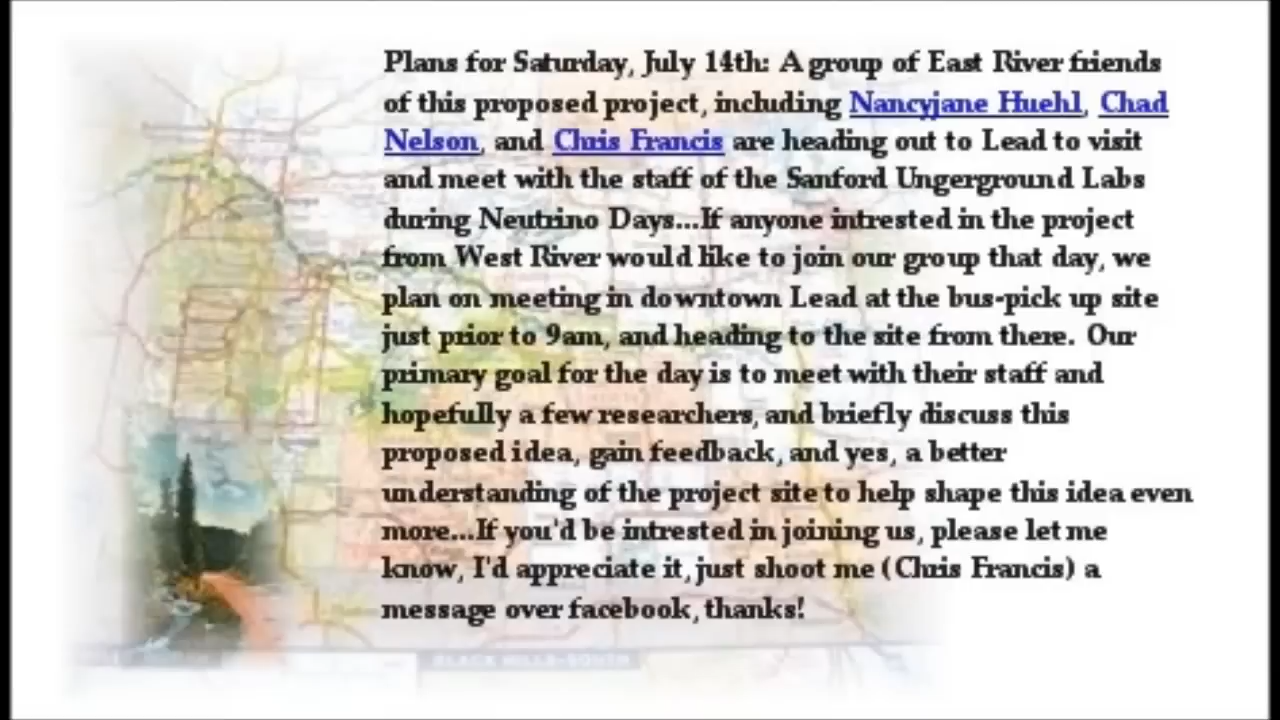 Plans for Saturday, July 14th: A group of East River friends
of this proposed project, including Nancyjane Huehl, Chad
Nelson, and Chris Francis are heading out to Lead to visit
and meet with the staff of the Sanford Ungerground Labs
during Neutrino Days...If anyone intrested in the project
from West River would like to join our group that day, we
plan on meeting in downtown Lead at the bus-pick up site
just prior to 9am, and heading to the site from there. Our
primary goal for the day is to meet with their staff and
hopefully a few researchers, and briefly discuss this
proposed idea, gain feedback, and yes, a better
understanding of the project site to help shape this idea even
more...If you'd be intrested in joining us, please let me
know, I'd appreciate it, just shoot me (Chris Francis) a
message over facebook, thanks!
BLACK HILLS-SOUTH